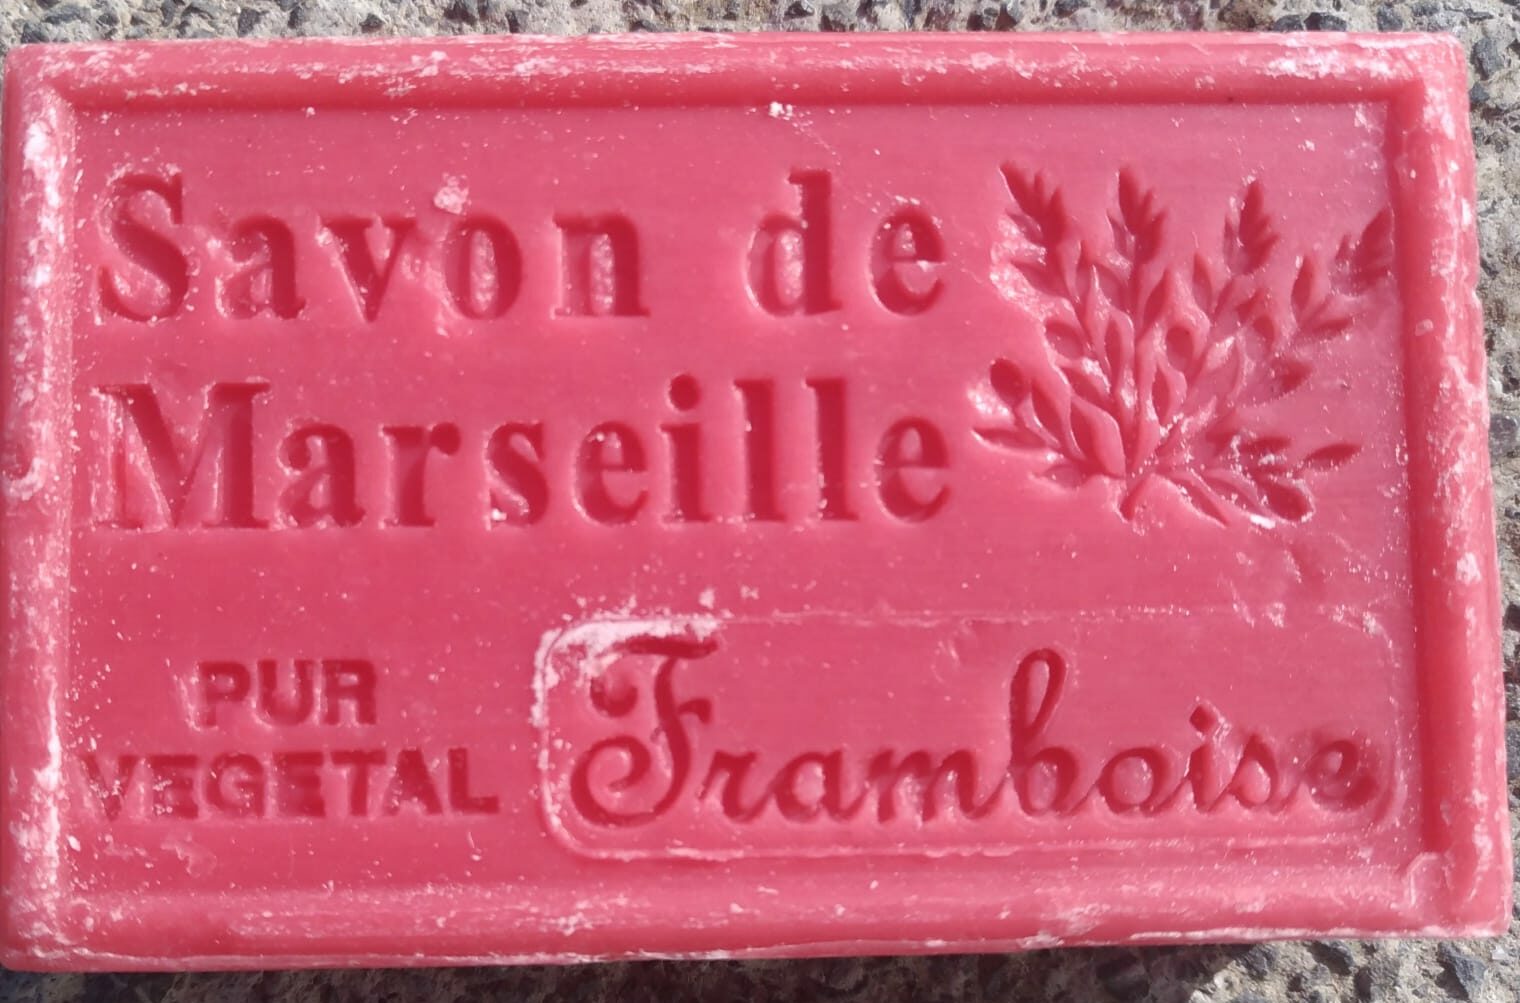 Savon de
Marseille
PUR
VEGETAL
Framboise